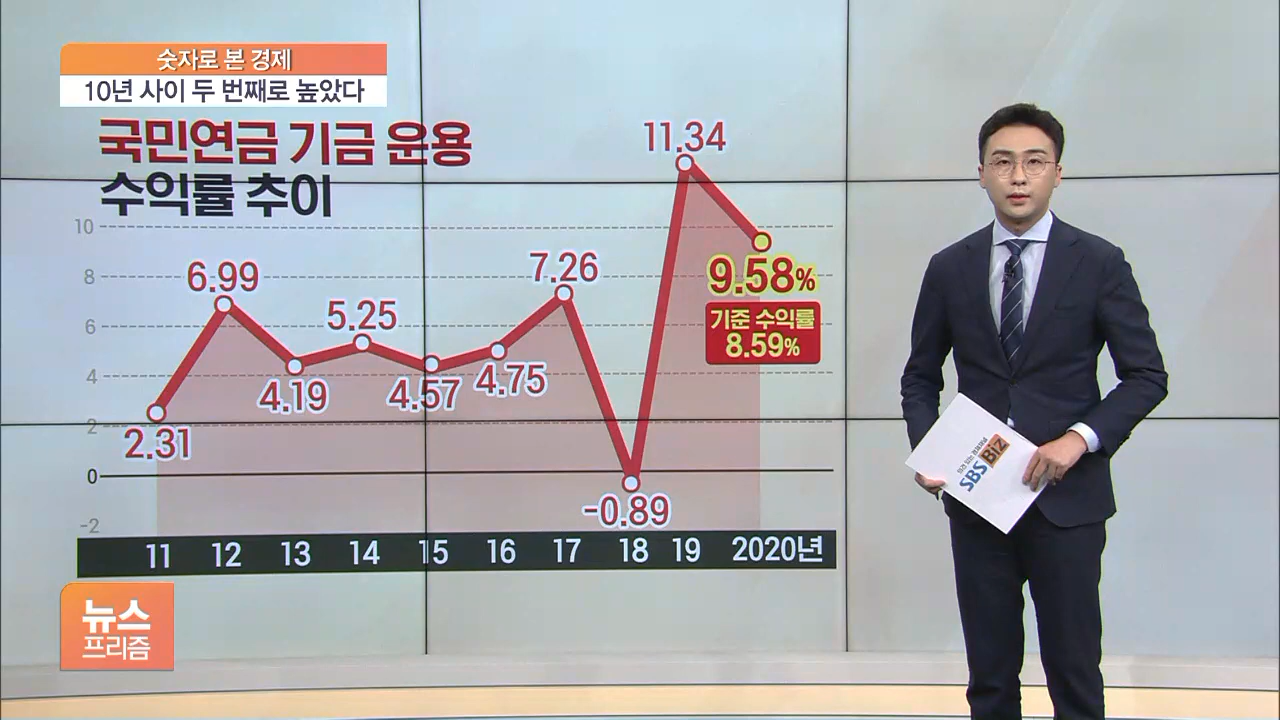 숫자로 본 경제
10년 사이 두 번째로 높았다
국민연금 기금 운용
수익률 추이
11.34
10
8
6.99
7.26
9.58%
6
5.25
기준 수익률
8.59%
4
4.19
4.57
4.75
2
2.31
0
-0.89
-2
11 12 13 14 15 16 17 18 19 2020년
뉴스
프리즘
SBS Biz